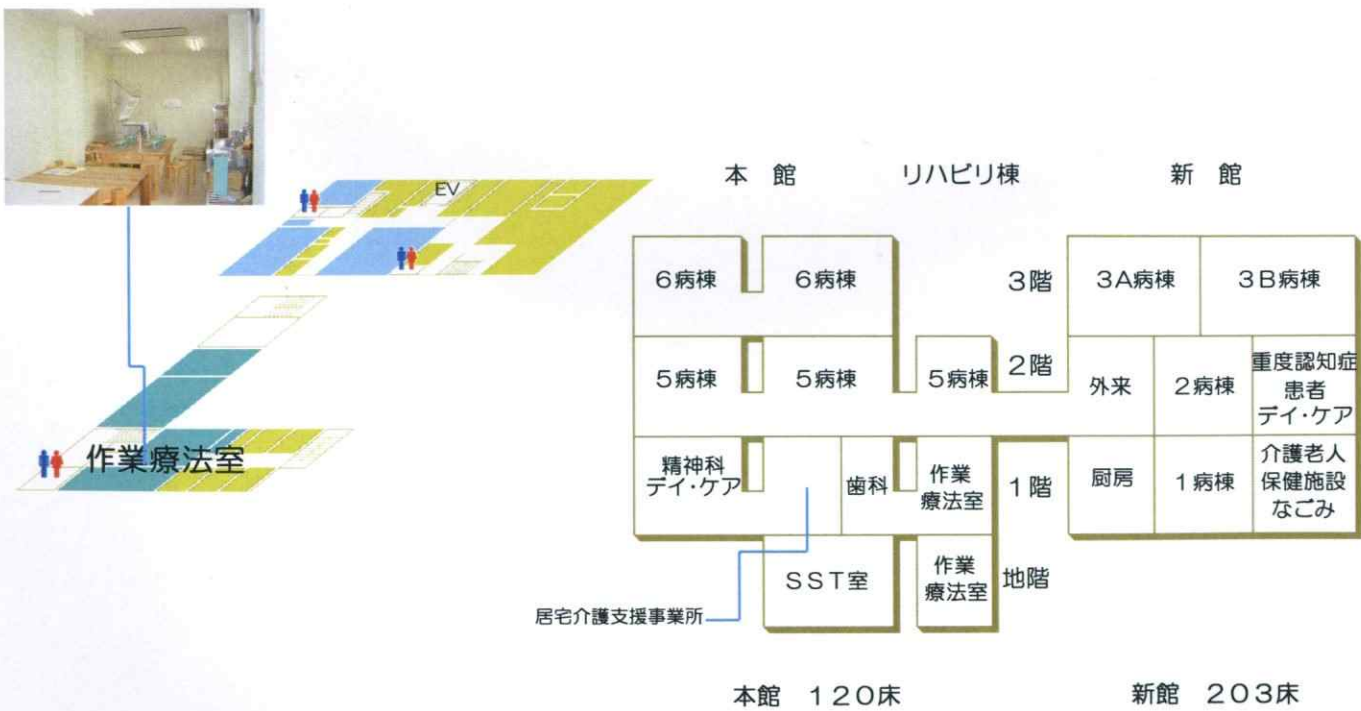 EV
作業療法室
本 館 リハビリ棟 新 館
6病棟 6病棟 3階 3A病棟 3B病棟
5病棟 5病棟 5病棟 2階 外来 2病棟
重度認知症
患者
デイ・ケア
精神科
デイ・ケア
歯科
作業
療法室
1階
厨房
1病棟
介護老人
保健施設
なごみ
SST室
作業
療法室
地階
居宅介護支援事業所
本館 120床 新館 203床